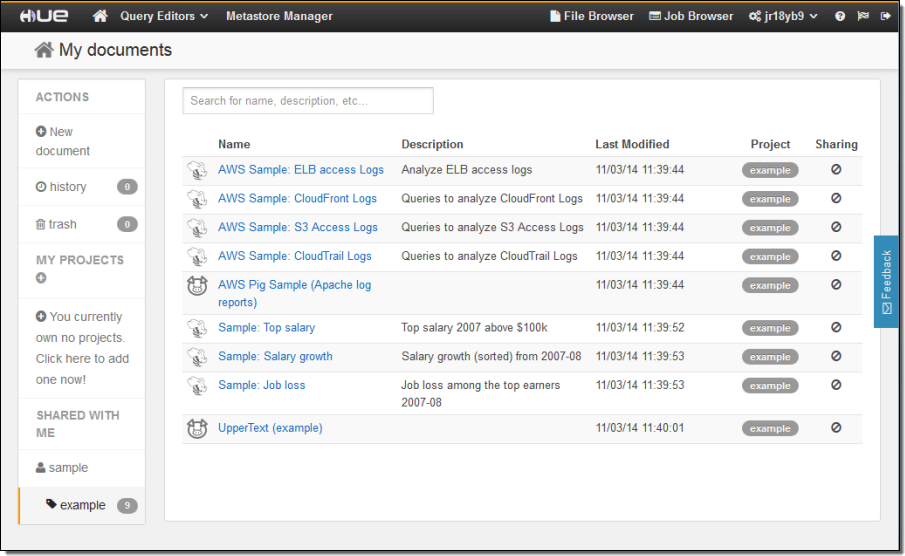 HUE Query Editors Metastore Manager File Browser Job Browser jr18yb9
My documents
ACTIONS
New
document
history 0
trash 0
MY PROJECTS
You currently
own no projects.
Click here to add
one now!
SHARED WITH
ME
sample
example 9
Search for name, description, etc...
Name Description Last Modified Project Sharing
AWS Sample: ELB access Logs Analyze ELB access logs 11/03/14 11:39:44 example
AWS Sample: CloudFront Logs Queries to analyze CloudFront Logs 11/03/14 11:39:44 example
AWS Sample: S3 Access Logs Queries to analyze S3 Access Logs 11/03/14 11:39:44 example
AWS Sample: CloudTrail Logs Queries to analyze CloudTrail Logs 11/03/14 11:39:44 example
AWS Pig Sample (Apache log 11/03/14 11:39:44 example
reports)
Sample: Top salary Top salary 2007 above $100k 11/03/14 11:39:52 example
Sample: Salary growth Salary growth (sorted) from 2007-08 11/03/14 11:39:53 example
Sample: Job loss Job loss among the top earners 11/03/14 11:39:53 example
2007-08
UpperText (example) 11/03/14 11:40:01 example
Feedback